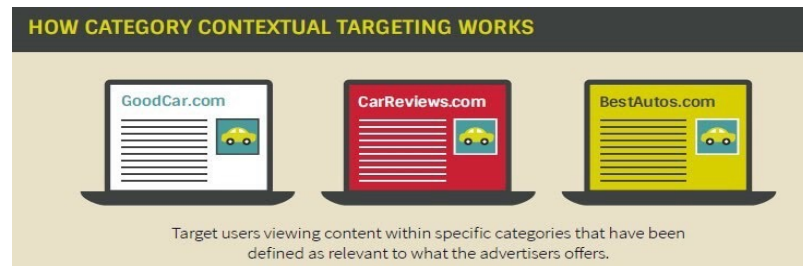 HOW CATEGORY CONTEXTUAL TARGETING WORKS
GoodCar.com
CarReviews.com
BestAutos.com
Target users viewing content within specific categories that have been
defined as relevant to what the advertisers offers.